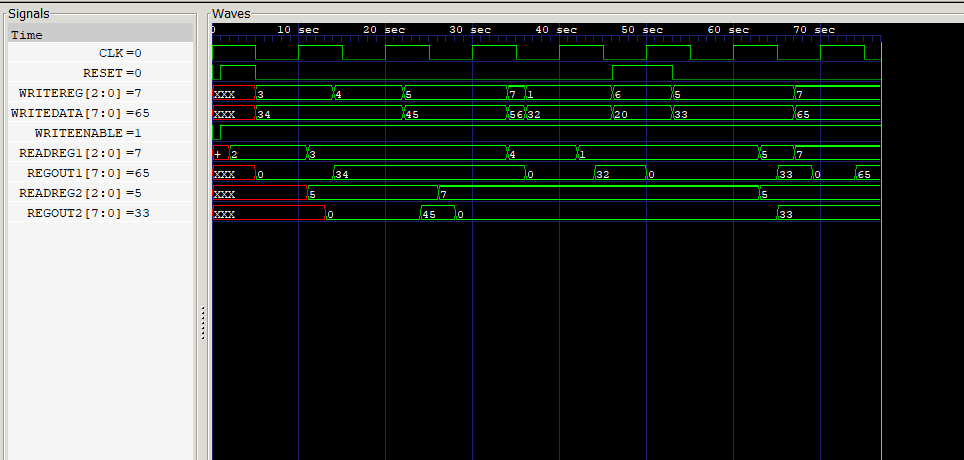 Signals
Waves
Time
0 10 sec 20 sec 30 sec 40 sec 50 sec 60 sec 70 sec
CLK=0
RESET=0
WRITEREG[2:0]=7 XXX 3 4 5 7 1 6 5 7
WRITEDATA[7:0]=65 XXX 34 45 56 32 20 33 65
WRITEENABLE=1
READREG1[2:0]=7 + 2 3 4 1 5 7
REGOUT1[7:0]=65 XXX 0 34 0 32 0 33 0 65
READREG2[2:0]=5 XXX 5 7 5
REGOUT2[7:0]=33 XXX 0 45 0 33